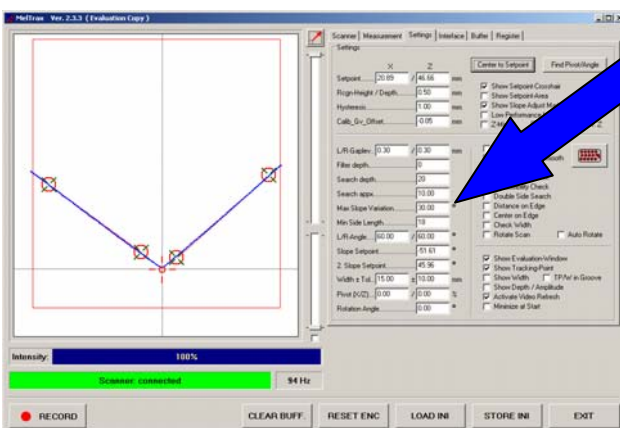 MelTran Ver. 2.3.3 ( Evaluation Copy )
Scanner Measurement Settings Interface Buffer Register
Settings
X Z
Setpoint 20.89 / 46.66 mm
Center to Setpoint Find Pivot/Angle
Rcgn-Height / Depth 0.50 mm
Show Setpoint Crosshair
Hysteresis 1.00 mm
Show Setpoint Area
Show Slope Adjust
Calib_Gv_Offset -0.05 mm
Low Performance
L/R-Gaplev. 0.30 / 0.30 mm
Filter depth 0
Search depth 20
Check
Search appx. 10.00
Double Side Search
Max Slope Variation 30.00 °
Distance on Edge
Min Side Length 18
Center on Edge
Check Width
L/R-Angle 60.00 / 60.00 °
Rotate Scan Auto Rotate
Slope Setpoint -51.61 °
2. Slope Setpoint 45.96 °
Show Evaluation-Window
Show Tracking-Point
Width ± Tol. 15.00 ± 10.00 mm
Show Width TP/W in Groove
Show Depth / Amplitude
Pivot (X/Z) 0.00 / 0.00 %
Activate Video Refresh
Rotation Angle 0.00 °
Minimize at Start
Intensity: 100%
Scanner: connected 94 Hz
RECORD CLEAR BUFF. RESET ENC LOAD INI STORE INI EXIT